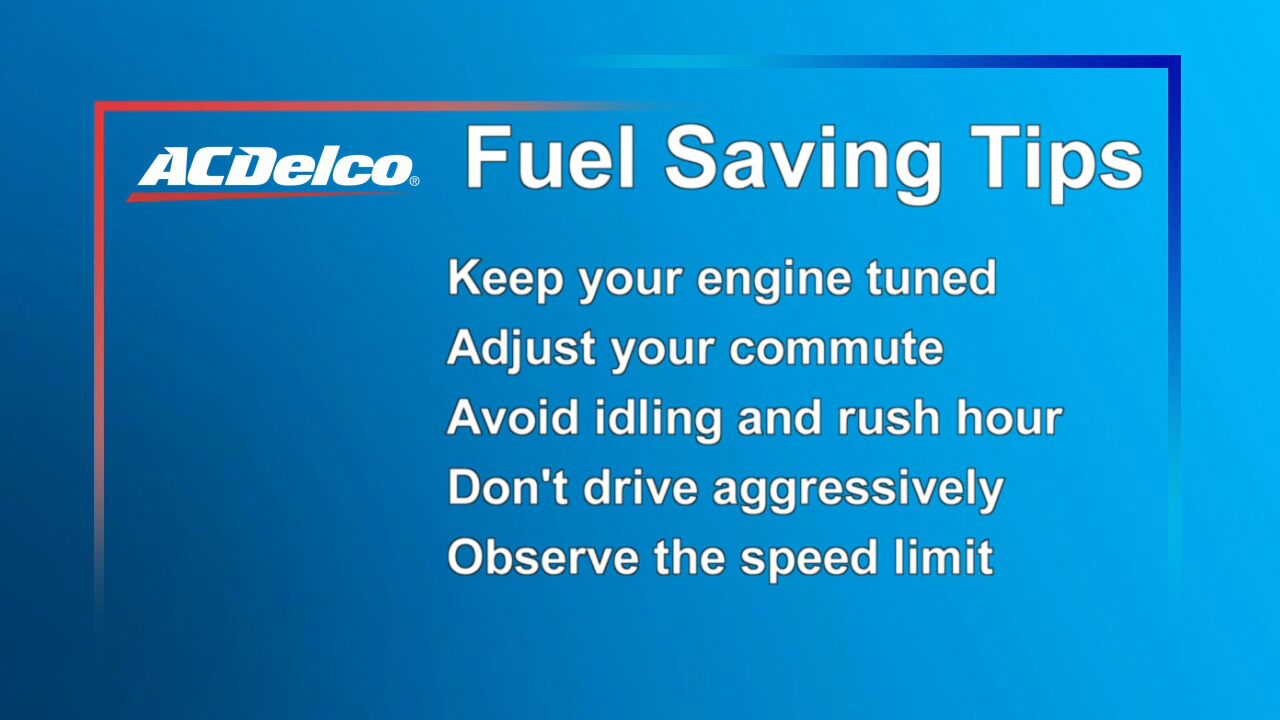 ACDelco®
Fuel Saving Tips
Keep your engine tuned
Adjust your commute
Avoid idling and rush hour
Don't drive aggressively
Observe the speed limit